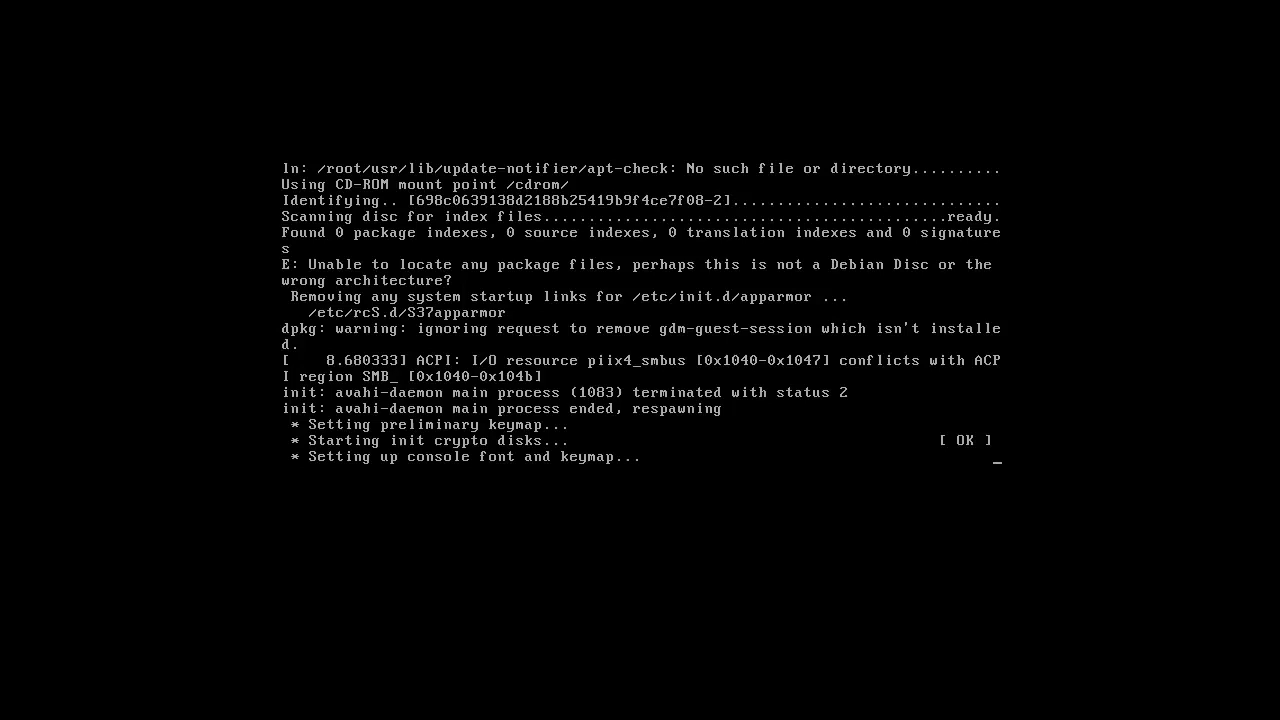 ln: /root/usr/lib/update-notifier/apt-check: No such file or directory..........
Using CD-ROM mount point /cdrom/
Identifying.. [698c0639138d2188b25419b9f4ce7f08-2]..............................
Scanning disc for index files.............................................ready.
Found 0 package indexes, 0 source indexes, 0 translation indexes and 0 signature
s
E: Unable to locate any package files, perhaps this is not a Debian Disc or the
wrong architecture?
 Removing any system startup links for /etc/init.d/apparmor ...
   /etc/rcS.d/S37apparmor
dpkg: warning: ignoring request to remove gdm-guest-session which isn't installe
d.
[    8.680333] ACPI: I/O resource piix4_smbus [0x1040-0x1047] conflicts with ACP
I region SMB_ [0x1040-0x104b]
init: avahi-daemon main process (1083) terminated with status 2
init: avahi-daemon main process ended, respawning
 * Setting preliminary keymap...
 * Starting init crypto disks...                                         [ OK ]
 * Setting up console font and keymap...                                       _